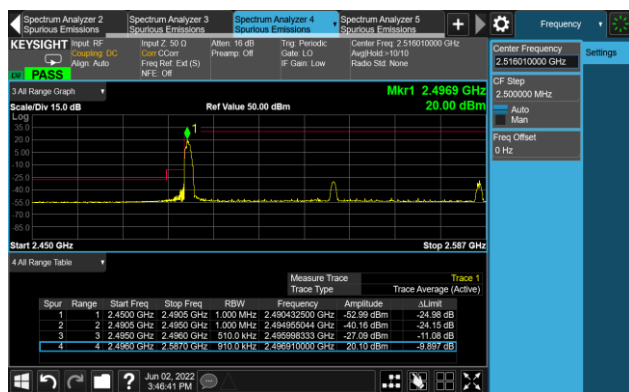 Spectrum Analyzer 2
Spurious Emissions
Spectrum Analyzer 3
Spurious Emissions
Spectrum Analyzer 4
Spurious Emissions
Spectrum Analyzer 5
Spurious Emissions
Frequency
KEYSIGHT
Input: RF
Coupling: DC
Align: Auto
Input Z: 50 Ω
Corr CCorr
Freq Ref: Ext (S)
NFE: Off
Atten: 16 dB
Preamp: Off
Trig: Periodic
Gate: LO
IF Gain: Low
Center Freq: 2.516010000 GHz
Avg|Hold:>10/10
Radio Std: None
PASS
Center Frequency
2.516010000 GHz
Settings
CF Step
2.500000 MHz
Auto
Man
Freq Offset
0 Hz
3 All Range Graph
Mkr1 2.4969 GHz
20.00 dBm
Scale/Div 15.0 dB
Ref Value 50.00 dBm
Log
35.0
20.0
5.00
-10.0
-25.0
-40.0
-55.0
-70.0
-85.0
1
Start 2.450 GHz
Stop 2.587 GHz
4 All Range Table
Measure Trace Trace 1
Trace Type Trace Average (Active)
Spur Range Start Freq Stop Freq RBW Frequency Amplitude ΔLimit
1 1 2.4500 GHz 2.4905 GHz 1.000 MHz 2.490432500 GHz -52.99 dBm -24.98 dB
2 2 2.4905 GHz 2.4950 GHz 1.000 MHz 2.494955044 GHz -40.16 dBm -24.15 dB
3 3 2.4950 GHz 2.4960 GHz 510.0 kHz 2.495998333 GHz -27.09 dBm -11.08 dB
4 4 2.4960 GHz 2.5870 GHz 910.0 kHz 2.496910000 GHz 20.10 dBm -9.897 dB
Jun 02, 2022
3:46:41 PM